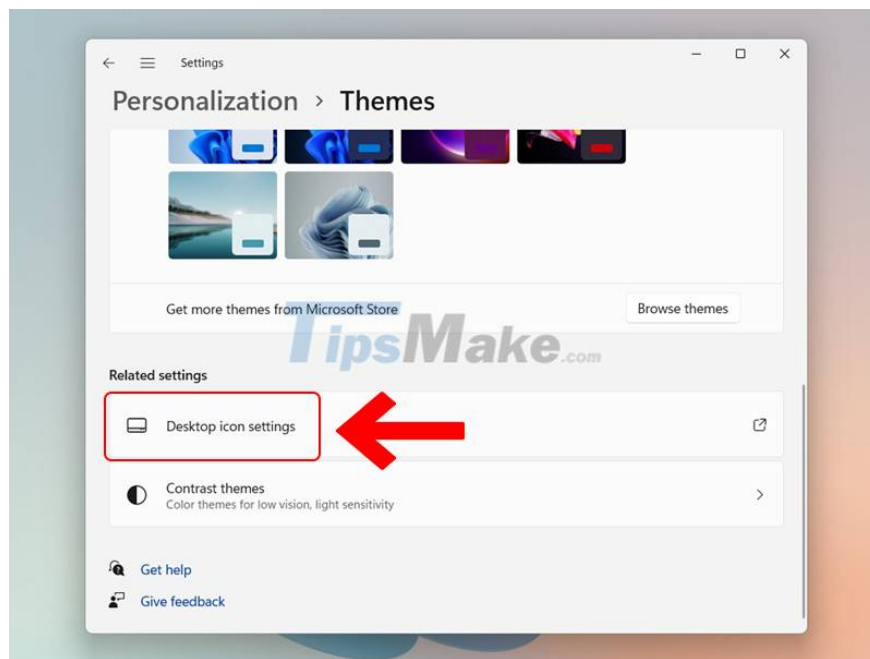 Settings
Personalization > Themes
Get more themes from Microsoft Store
Browse themes
TipsMake.com
Related settings
Desktop icon settings
Contrast themes
Color themes for low vision, light sensitivity
Get help
Give feedback